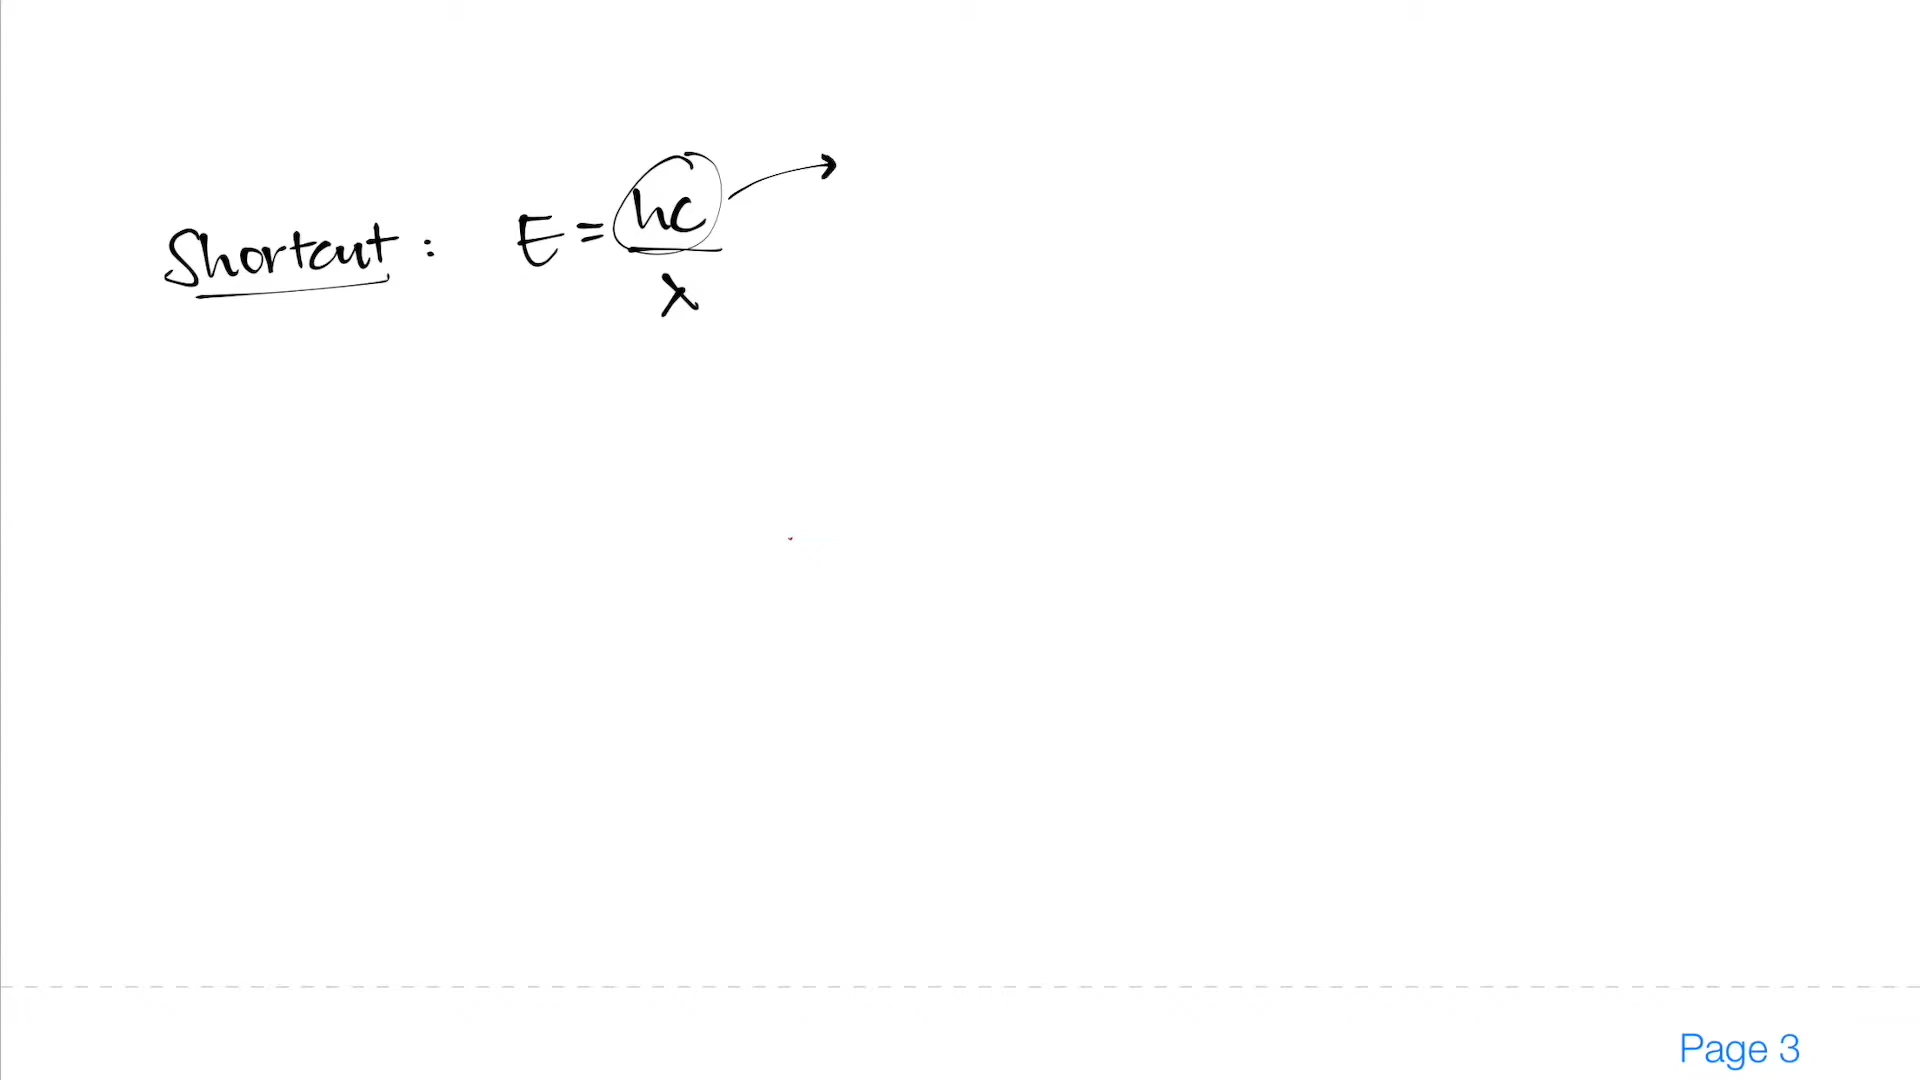 Shortcut : E = hc / λ
Page 3